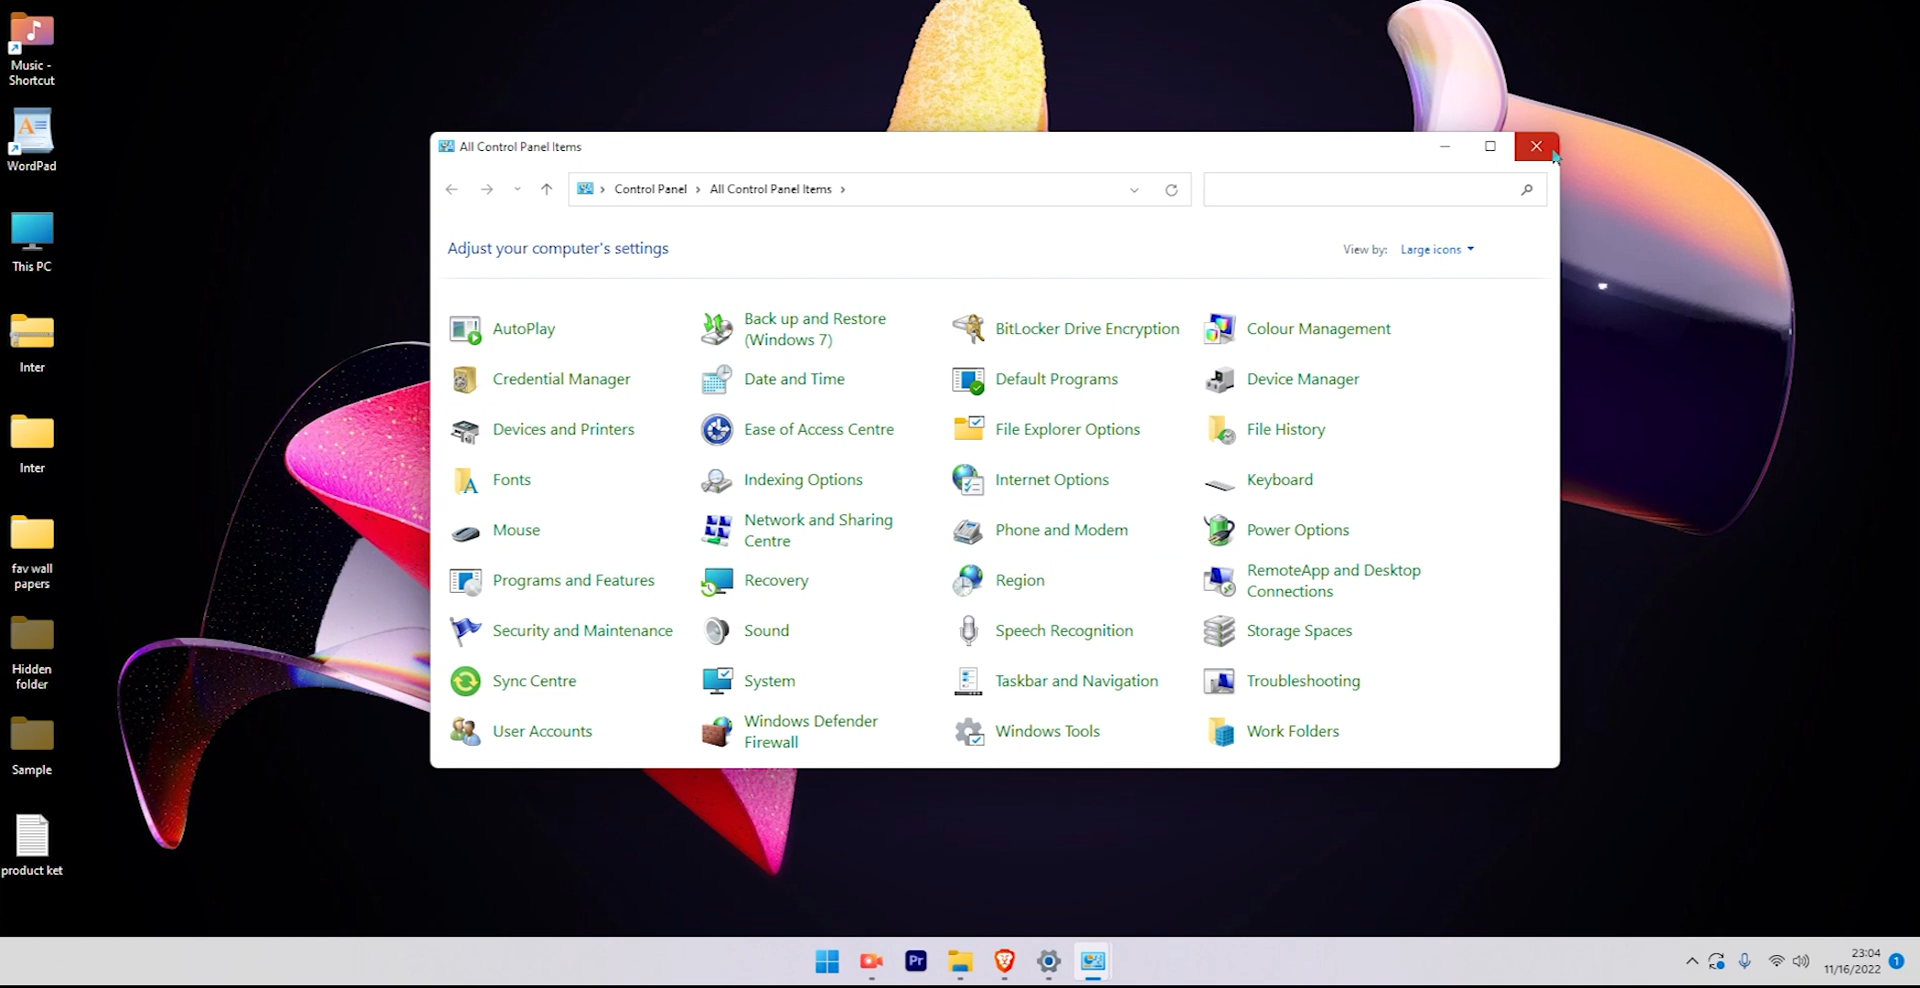 Music -
Shortcut
WordPad
This PC
Inter
Inter
fav wall
papers
Hidden
folder
Sample
product ket
All Control Panel Items
Control Panel
All Control Panel Items
Adjust your computer's settings
View by:
Large icons
AutoPlay
Back up and Restore
(Windows 7)
BitLocker Drive Encryption
Colour Management
Credential Manager
Date and Time
Default Programs
Device Manager
Devices and Printers
Ease of Access Centre
File Explorer Options
File History
Fonts
Indexing Options
Internet Options
Keyboard
Mouse
Network and Sharing
Centre
Phone and Modem
Power Options
Programs and Features
Recovery
Region
RemoteApp and Desktop
Connections
Security and Maintenance
Sound
Speech Recognition
Storage Spaces
Sync Centre
System
Taskbar and Navigation
Troubleshooting
User Accounts
Windows Defender
Firewall
Windows Tools
Work Folders
Pr
23:04
11/16/2022
1